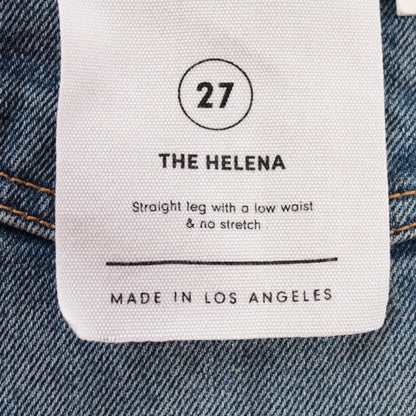 27
THE HELENA
Straight leg with a low waist
& no stretch
MADE IN LOS ANGELES